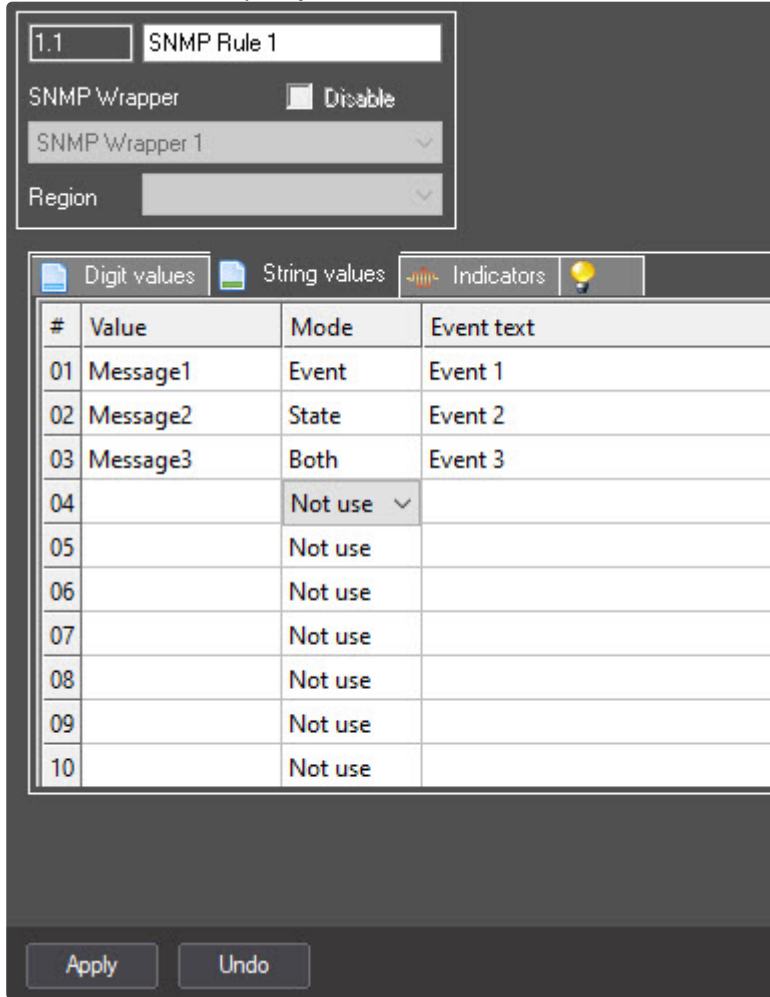 1.1 SNMP Rule 1
SNMP Wrapper Disable
SNMP Wrapper 1
Region
Digit values String values Indicators
# Value Mode Event text
01 Message1 Event Event 1
02 Message2 State Event 2
03 Message3 Both Event 3
04 Not use
05 Not use
06 Not use
07 Not use
08 Not use
09 Not use
10 Not use
Apply Undo